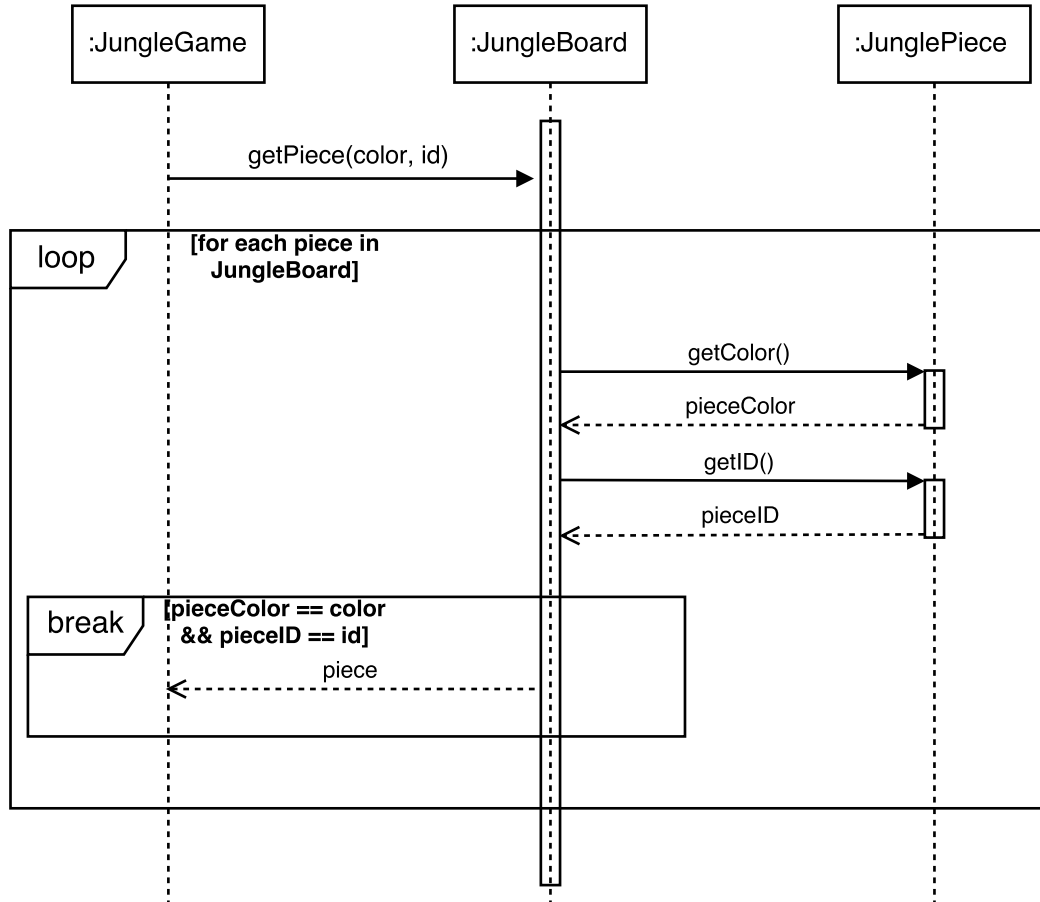 :JungleGame
:JungleBoard
:JunglePiece
getPiece(color, id)
loop
[for each piece in
JungleBoard]
getColor()
pieceColor
getID()
pieceID
break
[pieceColor == color
&& pieceID == id]
piece